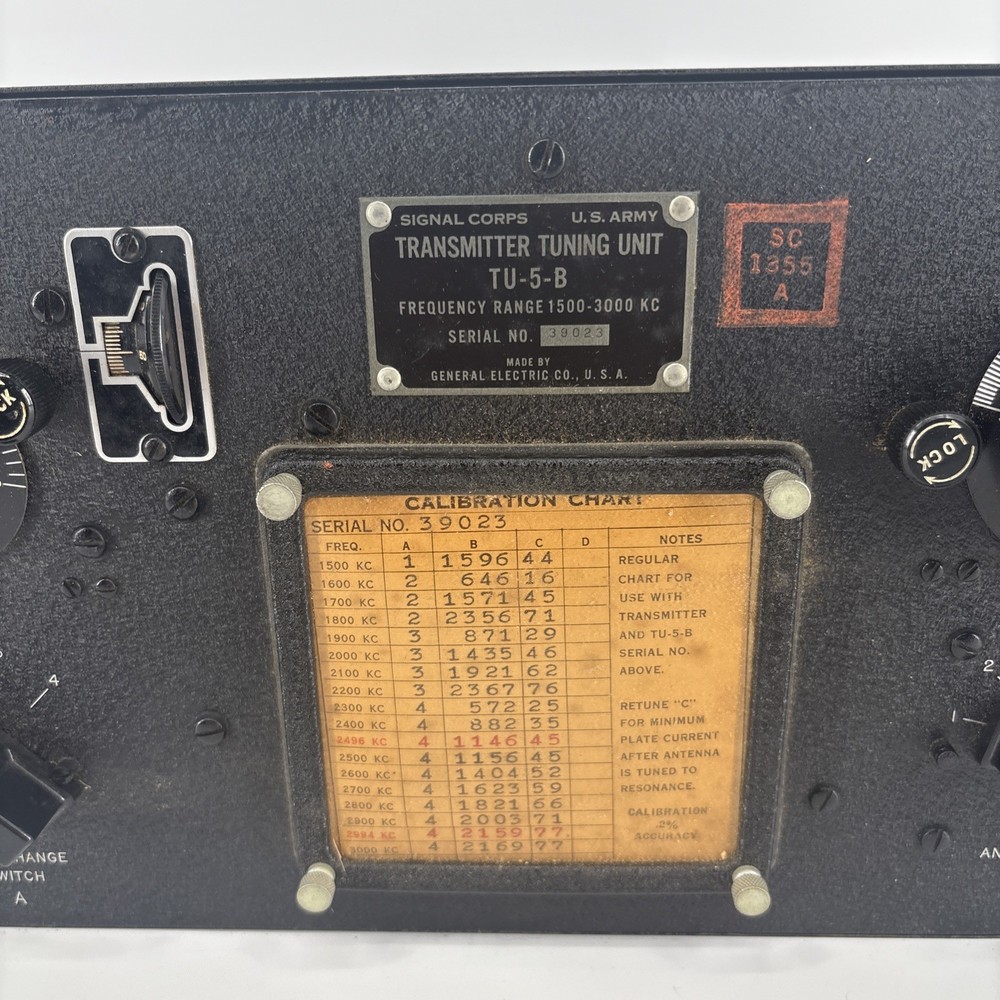 SIGNAL CORPS U.S. ARMY
TRANSMITTER TUNING UNIT
TU-5-B
FREQUENCY RANGE 1500-3000 KC
SERIAL NO. 39023
MADE BY
GENERAL ELECTRIC CO., U.S.A.
SC
1355
A
LOCK
CK
4
HANGE
WITCH
A
2
1
AN
CALIBRATION CHART
SERIAL NO. 39023
FREQ. A B C D NOTES
1500 KC 1 1596 44 REGULAR
1600 KC 2 646 16 CHART FOR
1700 KC 2 1571 45 USE WITH
1800 KC 2 2356 71 TRANSMITTER
1900 KC 3 871 29 AND TU-5-B
2000 KC 3 1435 46 SERIAL NO.
2100 KC 3 1921 62 ABOVE.
2200 KC 3 2367 76
2300 KC 4 572 25 RETUNE "C"
2400 KC 4 882 35 FOR MINIMUM
2496 KC 4 1146 45 PLATE CURRENT
2500 KC 4 1156 45 AFTER ANTENNA
2600 KC 4 1404 52 IS TUNED TO
2700 KC 4 1623 59 RESONANCE.
2800 KC 4 1821 66 CALIBRATION
2900 KC 4 2003 71
2994 KC 4 2159 77 ACCURACY
3000 KC 4 2169 77